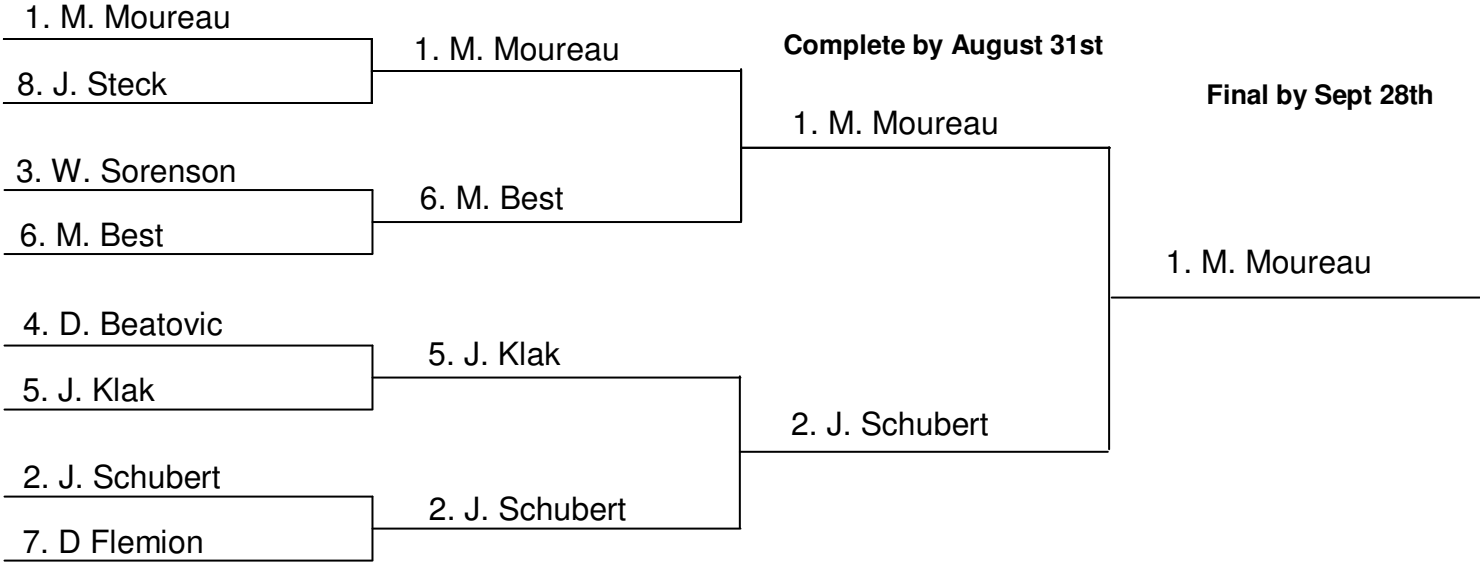 1. M. Moureau
8. J. Steck
3. W. Sorenson
6. M. Best
4. D. Beatovic
5. J. Klak
2. J. Schubert
7. D Flemion
1. M. Moureau
6. M. Best
5. J. Klak
2. J. Schubert
Complete by August 31st
1. M. Moureau
2. J. Schubert
Final by Sept 28th
1. M. Moureau